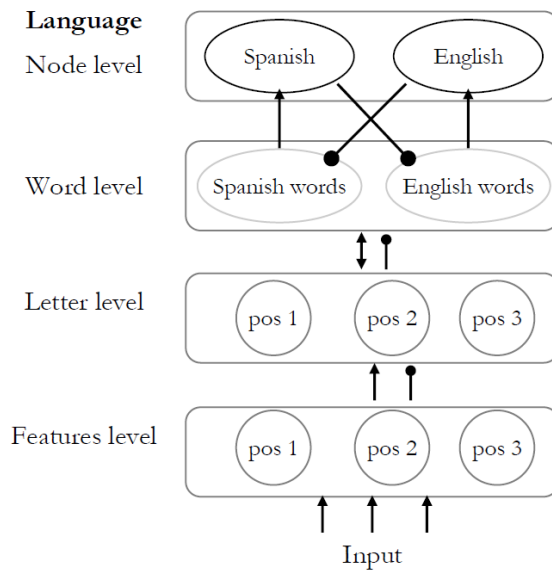 Language
Node level
Spanish English
Word level
Spanish words English words
Letter level
pos 1 pos 2 pos 3
Features level
pos 1 pos 2 pos 3
Input